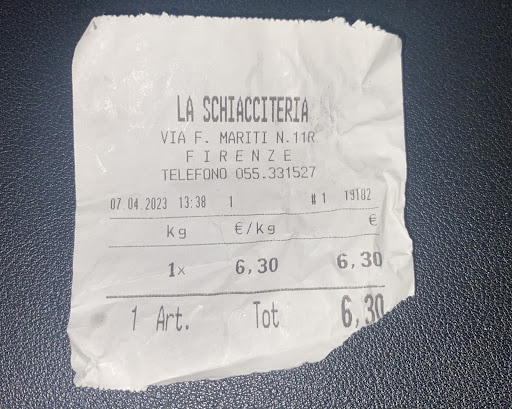 LA SCHIACCITERIA
VIA F. MARITI N.11R
FIRENZE
TELEFONO 055.331527
07.04.2023 13:38 1 #1 T9182
kg €/kg €
1x 6,30 6,30
1 Art. Tot 6,30